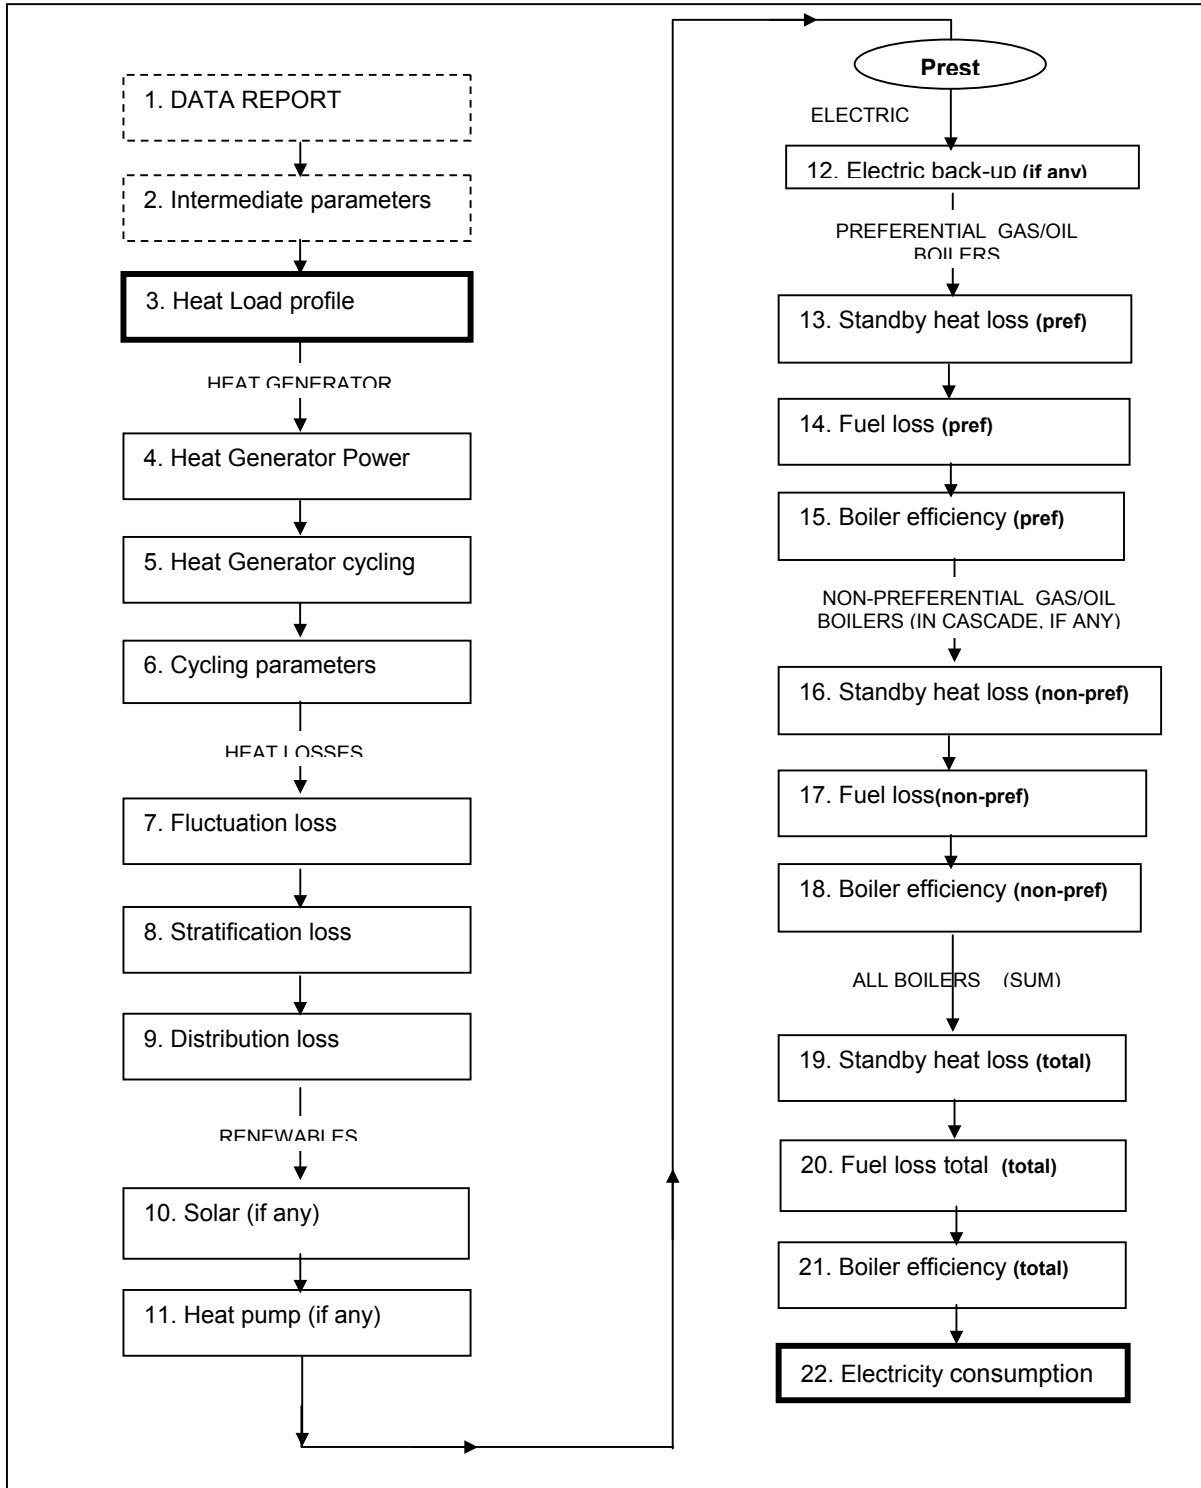 1. DATA REPORT
2. Intermediate parameters
3. Heat Load profile
HEAT GENERATOR
4. Heat Generator Power
5. Heat Generator cycling
6. Cycling parameters
HEAT LOSSES
7. Fluctuation loss
8. Stratification loss
9. Distribution loss
RENEWABLES
10. Solar (if any)
11. Heat pump (if any)
Prest
ELECTRIC
12. Electric back-up (if any)
PREFERENTIAL GAS/OIL
BOILERS
13. Standby heat loss (pref)
14. Fuel loss (pref)
15. Boiler efficiency (pref)
NON-PREFERENTIAL GAS/OIL
BOILERS (IN CASCADE, IF ANY)
16. Standby heat loss (non-pref)
17. Fuel loss(non-pref)
18. Boiler efficiency (non-pref)
ALL BOILERS (SUM)
19. Standby heat loss (total)
20. Fuel loss total (total)
21. Boiler efficiency (total)
22. Electricity consumption